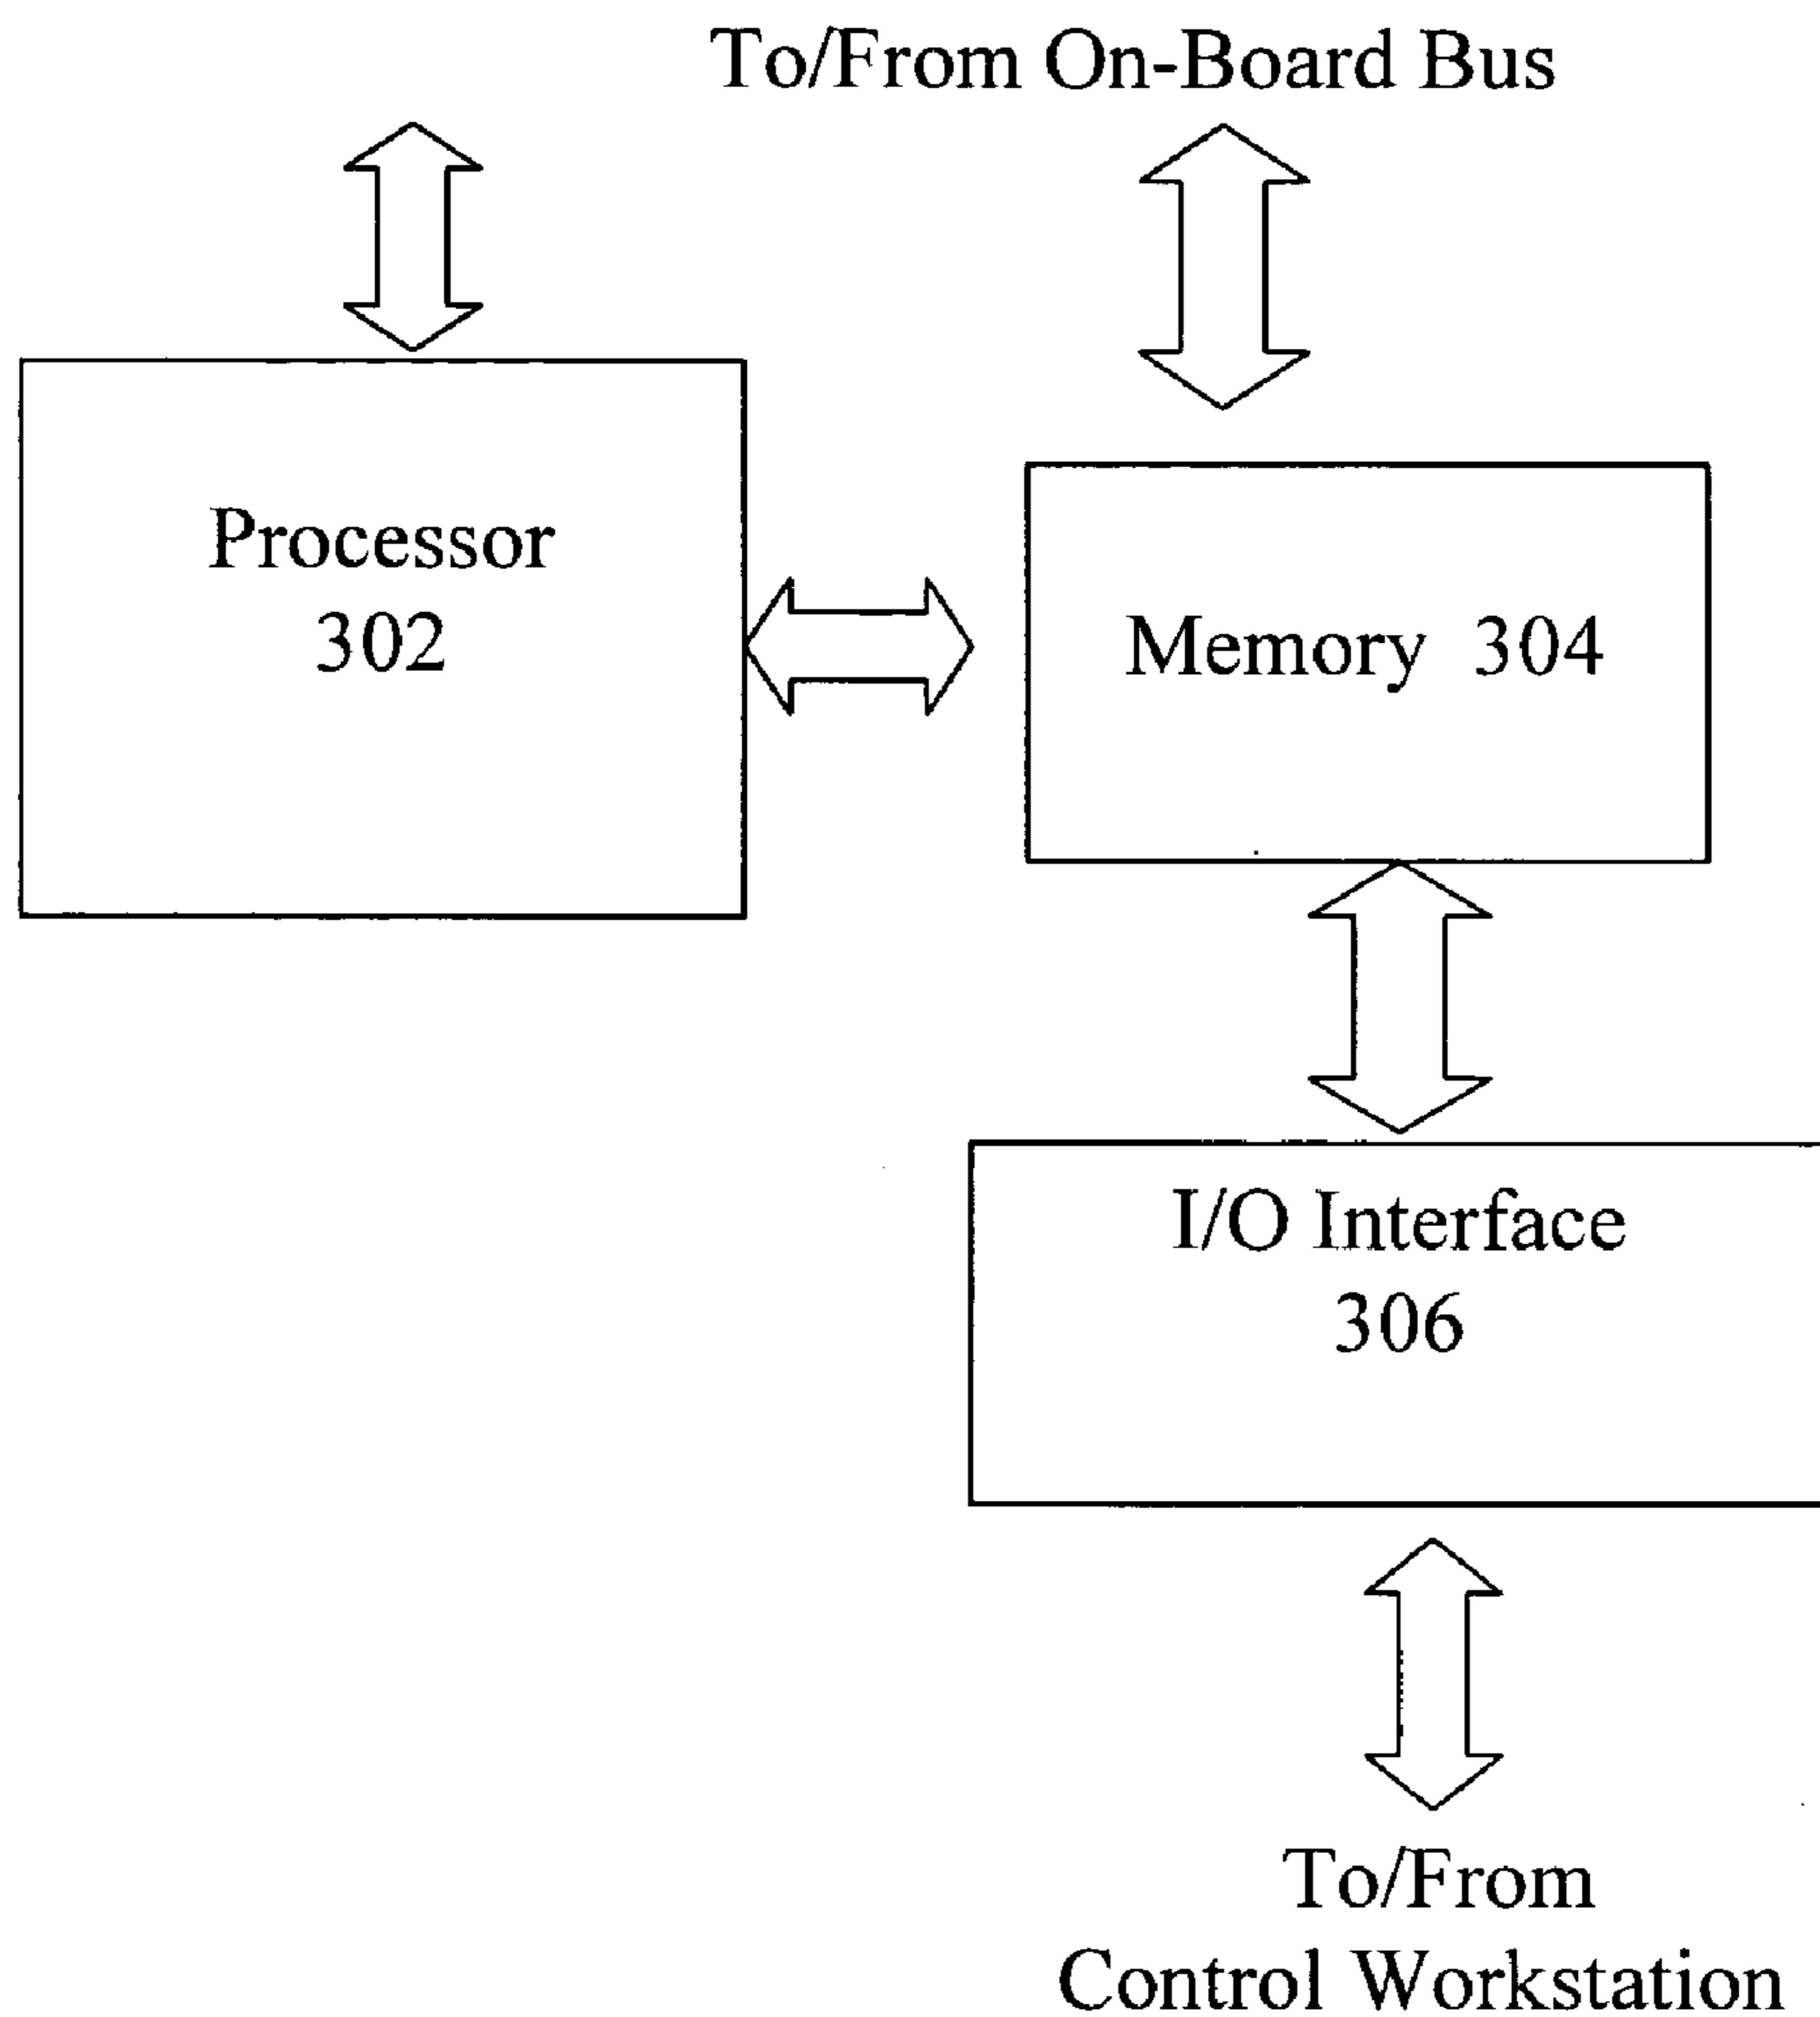 To/From On-Board Bus
Processor
302
Memory 304
I/O Interface
306
To/From
Control Workstation